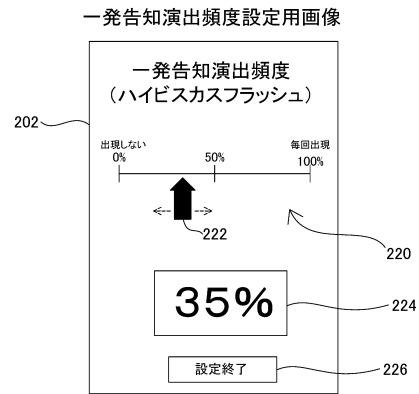 一発告知演出頻度設定用画像
一発告知演出頻度
（ハイビスカスフラッシュ）
202
出現しない 毎回出現
0% 50% 100%
222
220
35%
224
設定終了
226